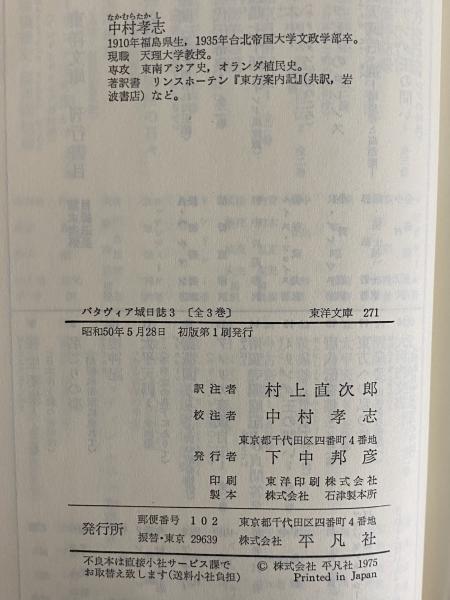 なかむらたかし
中村孝志
1910年福島県生,1935年台北帝国大学文政学部卒。
現職 天理大学教授。
専攻 東南アジア史,オランダ植民史。
著訳書 リンスホーテン『東方案内記』(共訳,岩
波書店)など。
バタヴィア城日誌3 〔全3巻〕 東洋文庫 271
昭和50年5月28日 初版第1刷発行
訳注者 村上直次郎
校注者 中村孝志
東京都千代田区四番町4番地
発行者 下中邦彦
印刷 東洋印刷株式会社
製本 株式会社 石津製本所
発行所 郵便番号 102 東京都千代田区四番町4番地
振替・東京 29639 株式会社 平凡社
不良本は直接小社サービス課で
お取替え致します(送料小社負担)
© 株式会社 平凡社 1975
Printed in Japan